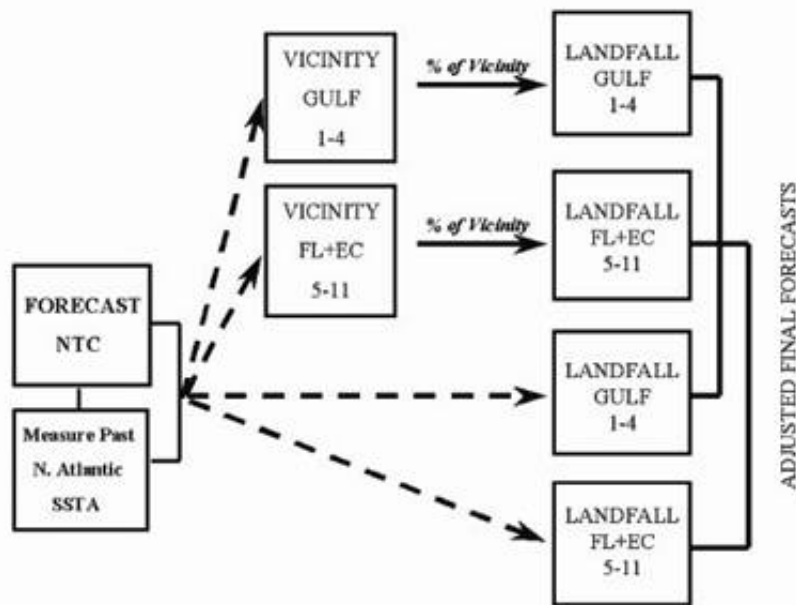 VICINITY
GULF
1-4
% of Vicinity
LANDFALL
GULF
1-4
VICINITY
FL+EC
5-11
% of Vicinity
LANDFALL
FL+EC
5-11
FORECAST
NTC
Measure Past
N. Atlantic
SSTA
LANDFALL
GULF
1-4
LANDFALL
FL+EC
5-11
ADJUSTED FINAL FORECASTS